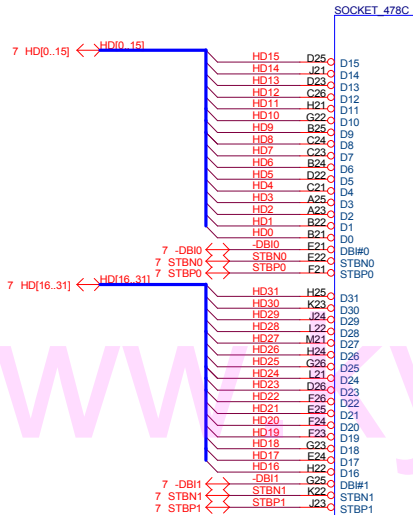 SOCKET_478C
7 HD[0..15] HD[0..15]
HD15 D25 D15
HD14 J21 D14
HD13 D23 D13
HD12 C26 D12
HD11 H21 D11
HD10 G22 D10
HD9 B25 D9
HD8 C24 D8
HD7 C23 D7
HD6 B24 D6
HD5 D22 D5
HD4 C21 D4
HD3 A25 D3
HD2 A23 D2
HD1 B22 D1
HD0 B21 D0
7 -DBI0 -DBI0 E21 DBI#0
7 STBN0 STBN0 E22 STBN0
7 STBP0 STBP0 F21 STBP0
7 HD[16..31] HD[16..31]
HD31 H25 D31
HD30 K23 D30
HD29 J24 D29
HD28 L22 D28
HD27 M21 D27
HD26 H24 D26
HD25 G26 D25
HD24 L21 D24
HD23 D26 D23
HD22 F26 D22
HD21 E25 D21
HD20 F24 D20
HD19 F23 D19
HD18 G23 D18
HD17 E24 D17
HD16 H22 D16
7 -DBI1 -DBI1 G25 DBI#1
7 STBN1 STBN1 K22 STBN1
7 STBP1 STBP1 J23 STBP1